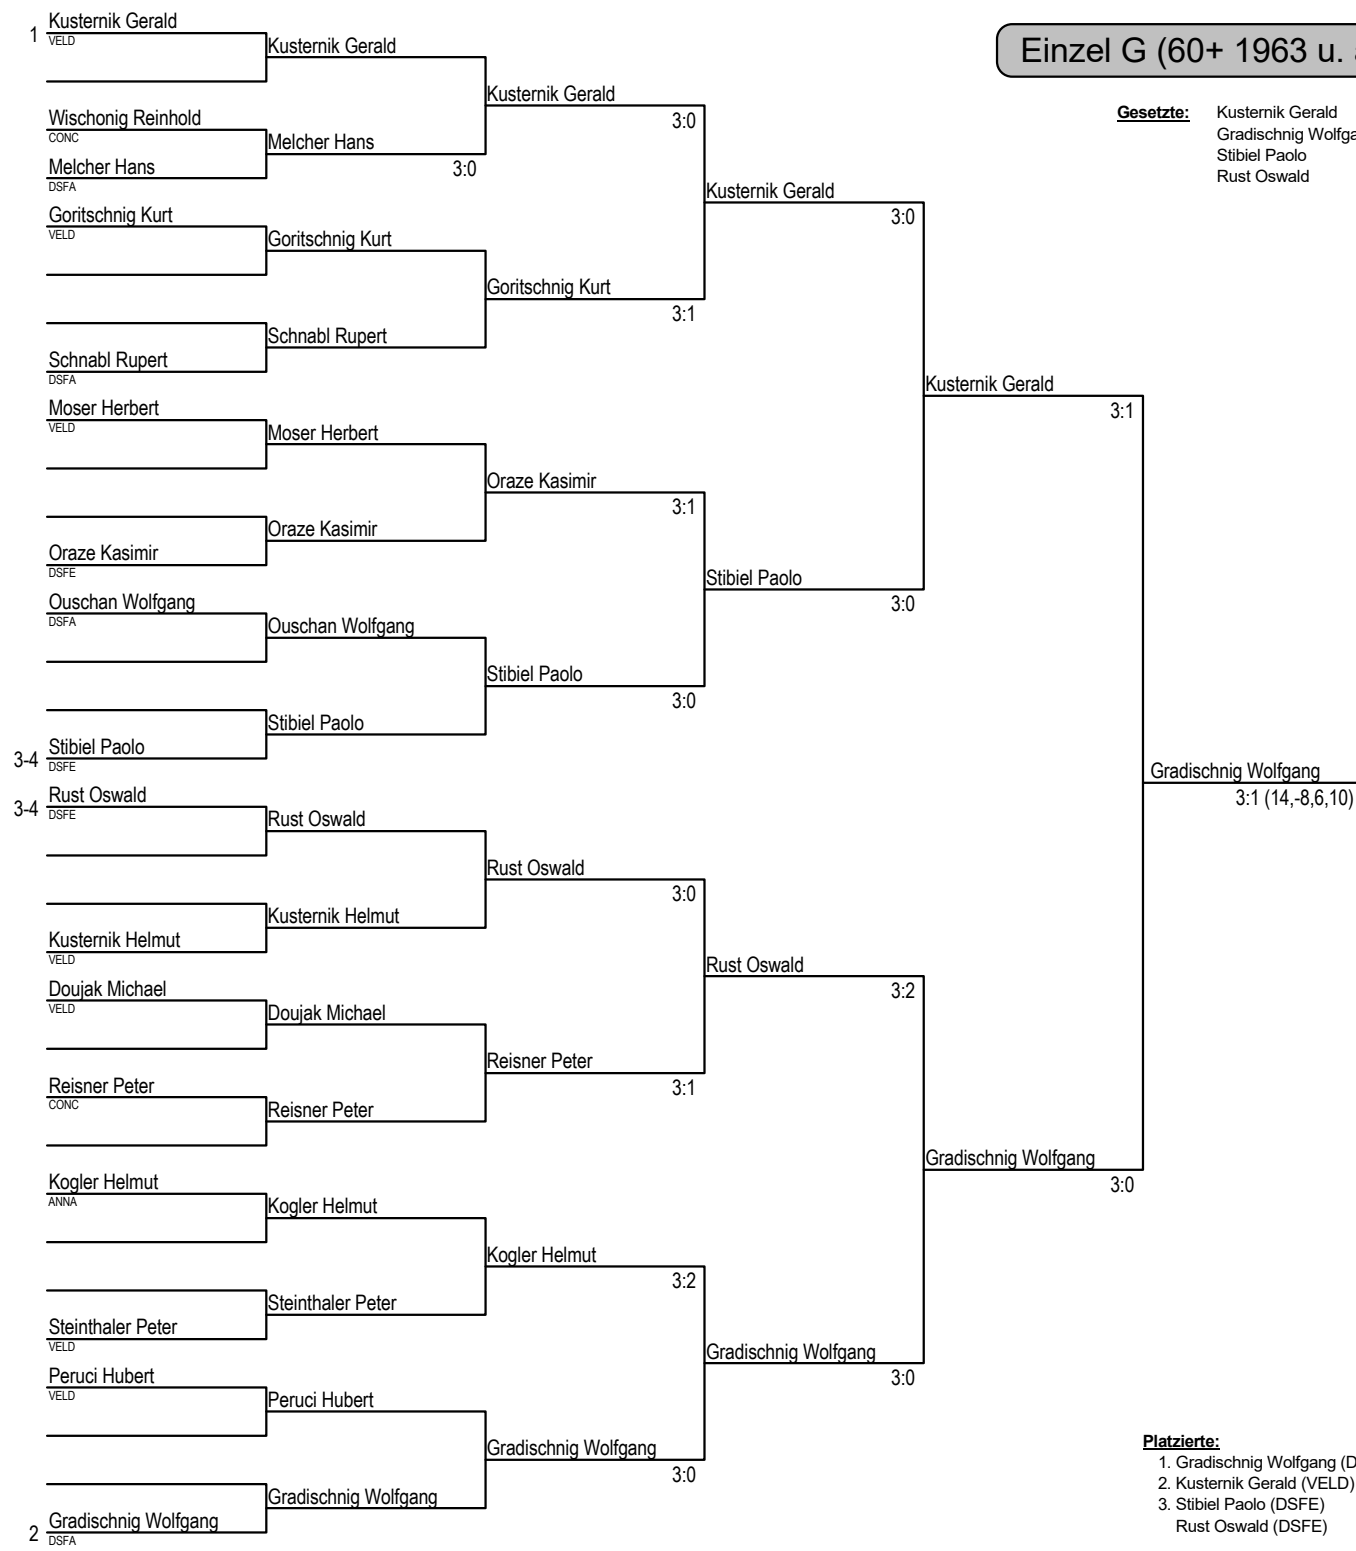 Einzel G (60+ 1963 u.
Gesetzte: Kusternik Gerald
Gradischnig
Stibiel Paolo
Rust Oswald
1 Kusternik Gerald
VELD
Wischonig Reinhold
CONC
Melcher Hans
DSFA
Goritschnig Kurt
VELD
Schnabl Rupert
DSFA
Moser Herbert
VELD
Oraze Kasimir
DSFE
Ouschan Wolfgang
DSFA
3-4 Stibiel Paolo
DSFE
3-4 Rust Oswald
DSFE
Kusternik Helmut
VELD
Doujak Michael
VELD
Reisner Peter
CONC
Kogler Helmut
ANNA
Steinthaler Peter
VELD
Peruci Hubert
VELD
2 Gradischnig Wolfgang
DSFA
Kusternik Gerald
Melcher Hans
3:0
Goritschnig Kurt
Schnabl Rupert
Moser Herbert
Oraze Kasimir
Ouschan Wolfgang
Stibiel Paolo
Rust Oswald
Kusternik Helmut
Doujak Michael
Reisner Peter
Kogler Helmut
Steinthaler Peter
Peruci Hubert
Gradischnig Wolfgang
Kusternik Gerald
3:0
Goritschnig Kurt
3:1
Oraze Kasimir
3:1
Stibiel Paolo
3:0
Rust Oswald
3:0
Reisner Peter
3:1
Kogler Helmut
3:2
Gradischnig Wolfgang
3:0
Kusternik Gerald
3:0
Stibiel Paolo
3:0
Rust Oswald
3:2
Gradischnig Wolfgang
3:0
Kusternik Gerald
3:1
Gradischnig Wolfgang
3:0
Gradischnig Wolfgang
3:1 (14,-8,6,10)
Platzierte:
1. Gradischnig Wolfgang
2. Kusternik Gerald (VELD)
3. Stibiel Paolo (DSFE)
Rust Oswald (DSFE)